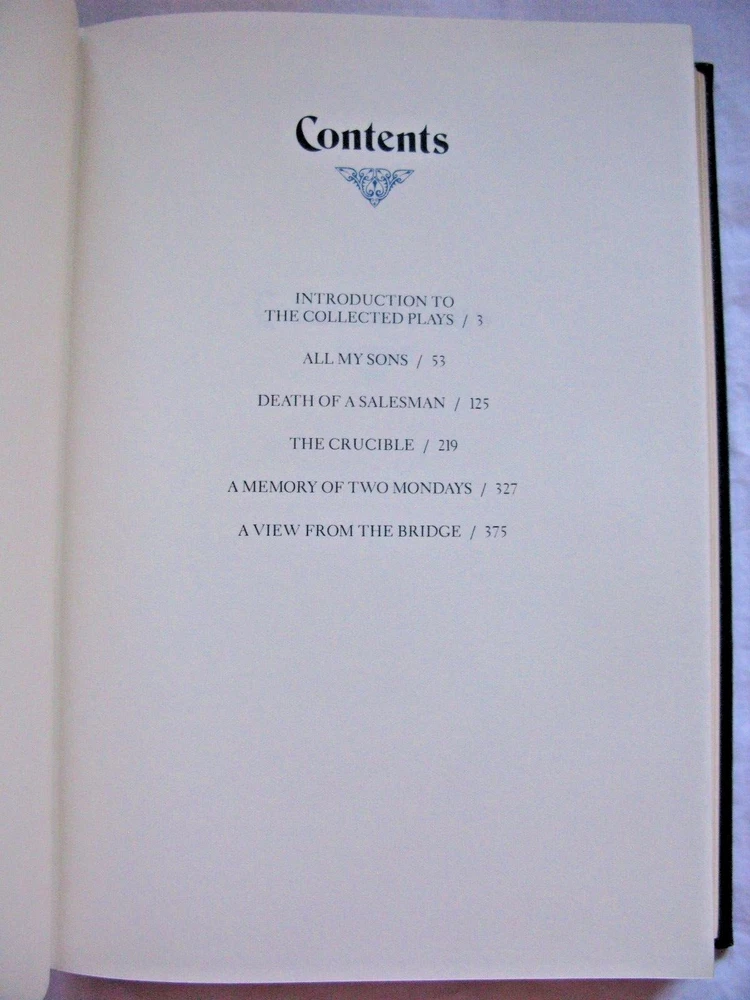 Contents
INTRODUCTION TO
THE COLLECTED PLAYS / 3
ALL MY SONS / 53
DEATH OF A SALESMAN / 125
THE CRUCIBLE / 219
A MEMORY OF TWO MONDAYS / 327
A VIEW FROM THE BRIDGE / 375